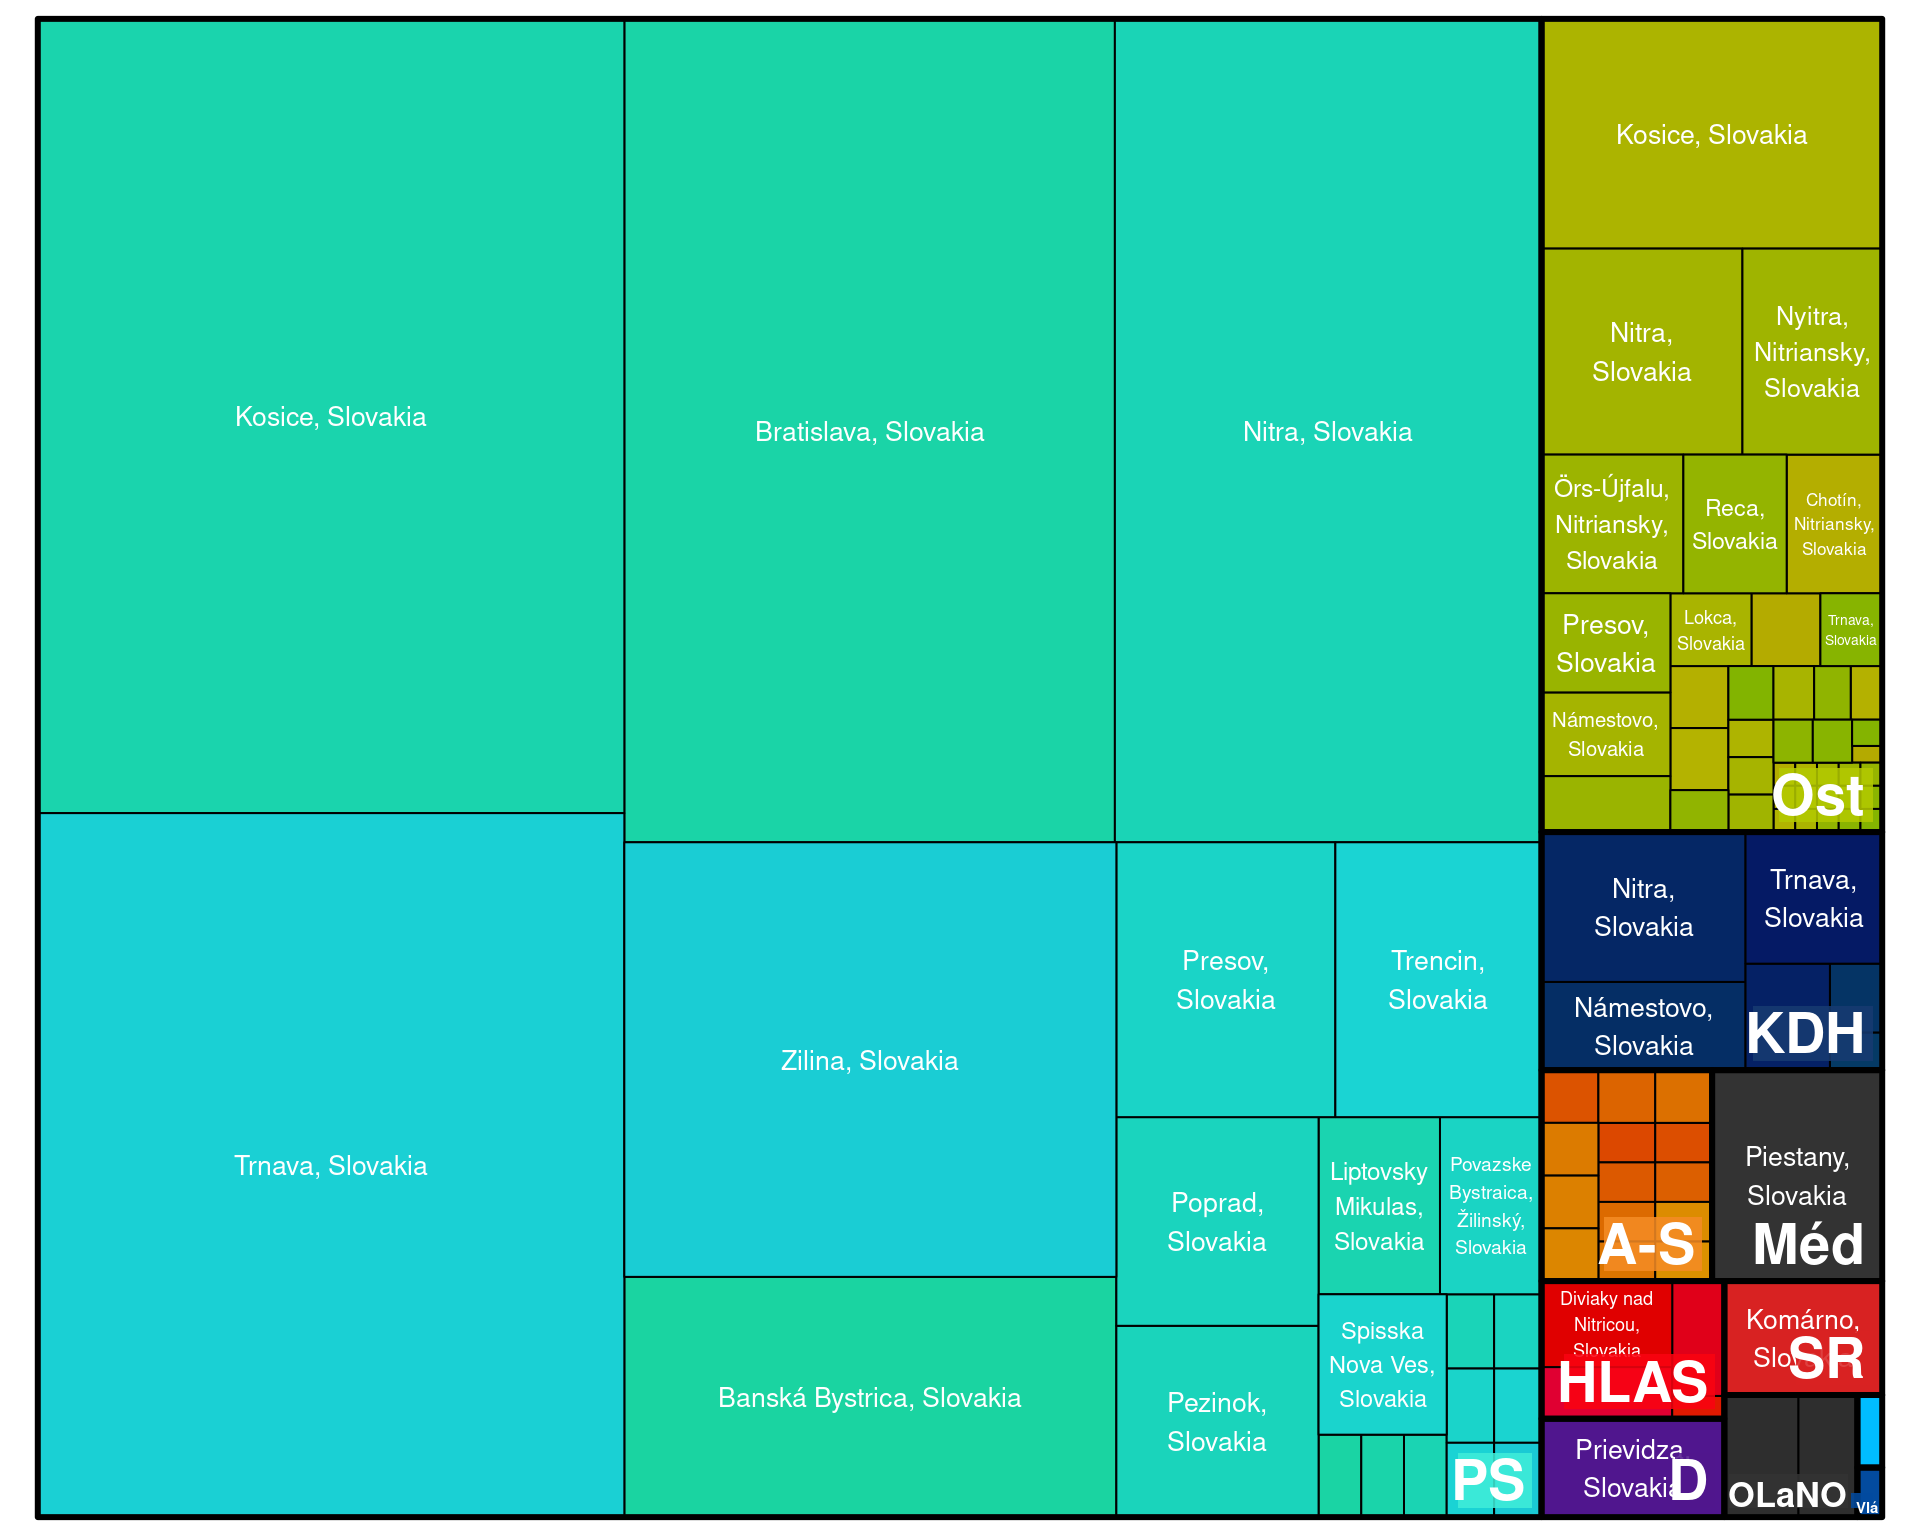 Kosice, Slovakia
Bratislava, Slovakia
Nitra, Slovakia
Trnava, Slovakia
Zilina, Slovakia
Banská Bystrica, Slovakia
Presov,
Slovakia
Trencin,
Slovakia
Poprad,
Slovakia
Liptovsky
Mikulas,
Slovakia
Povazske
Bystraica,
Žilinský,
Slovakia
Pezinok,
Slovakia
Spisska
Nova Ves,
Slovakia
PS
Kosice, Slovakia
Nitra,
Slovakia
Nyitra,
Nitriansky,
Slovakia
Örs-Újfalu,
Nitriansky,
Slovakia
Reca,
Slovakia
Chotín,
Nitriansky,
Slovakia
Presov,
Slovakia
Lokca,
Slovakia
Trnava,
Slovakia
Námestovo,
Slovakia
Ost
Nitra,
Slovakia
Trnava,
Slovakia
Námestovo,
Slovakia
KDH
A-S
Piestany,
Slovakia
Méd
Diviaky nad
Nitricou,
Slovakia
HLAS
Komárno,
Slovakia
SR
Prievidza,
Slovakia
D
OLaNO
Vlá